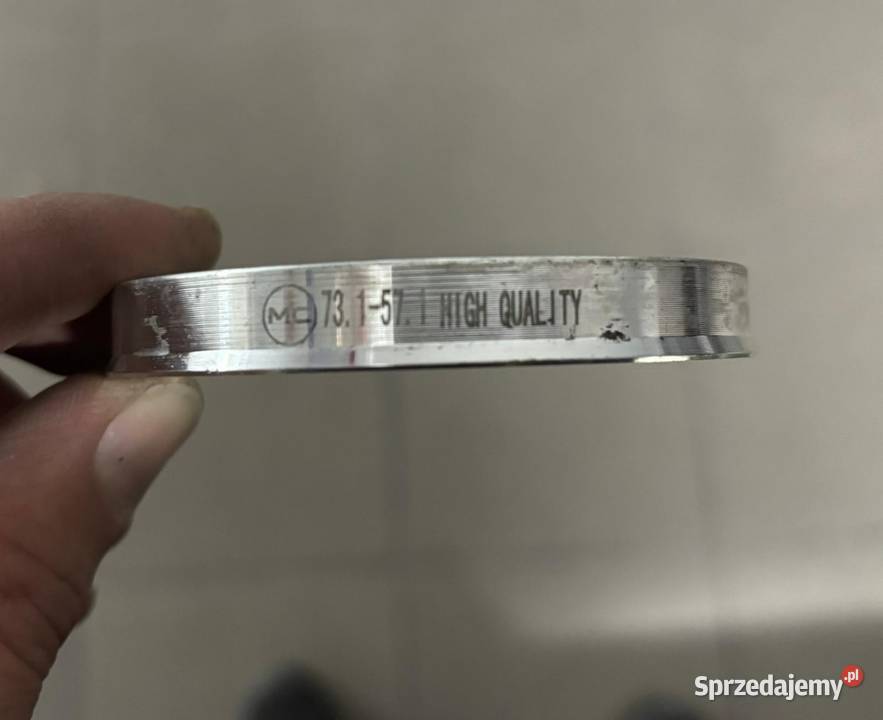 MC 73.1-57.1 HIGH QUALITY
Sprzedajemy.pl